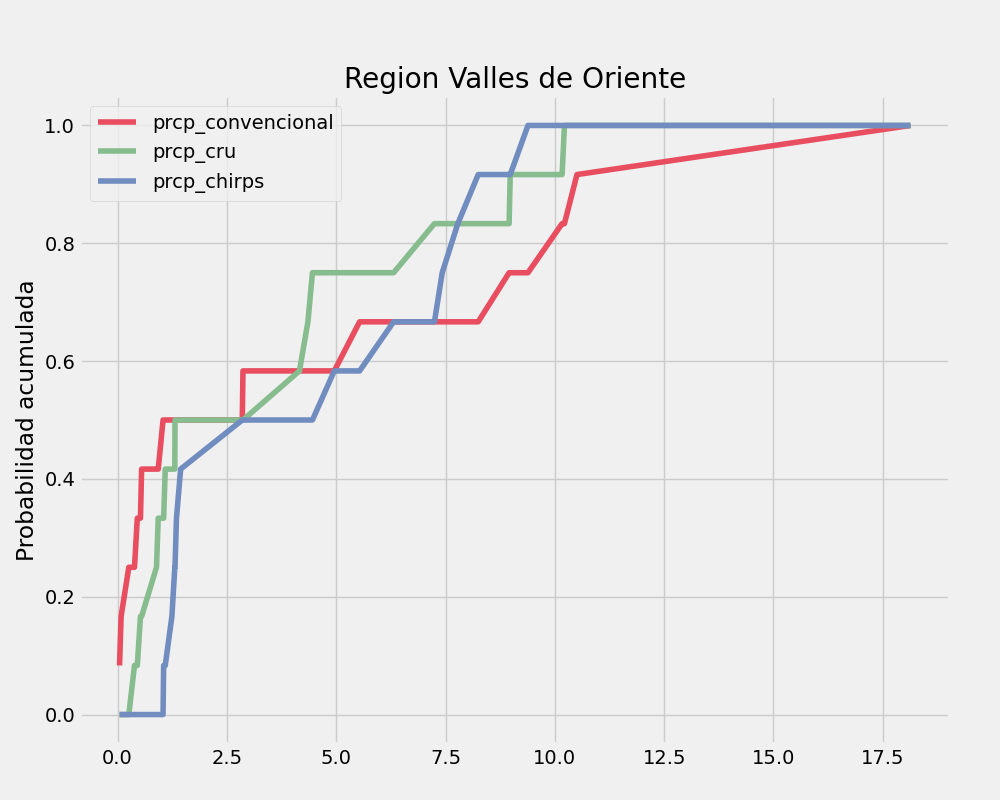 Region Valles de Oriente
prcp_convencional
prcp_cru
prcp_chirps
Probabilidad acumulada
1.0
0.8
0.6
0.4
0.2
0.0
0.0 2.5 5.0 7.5 10.0 12.5 15.0 17.5